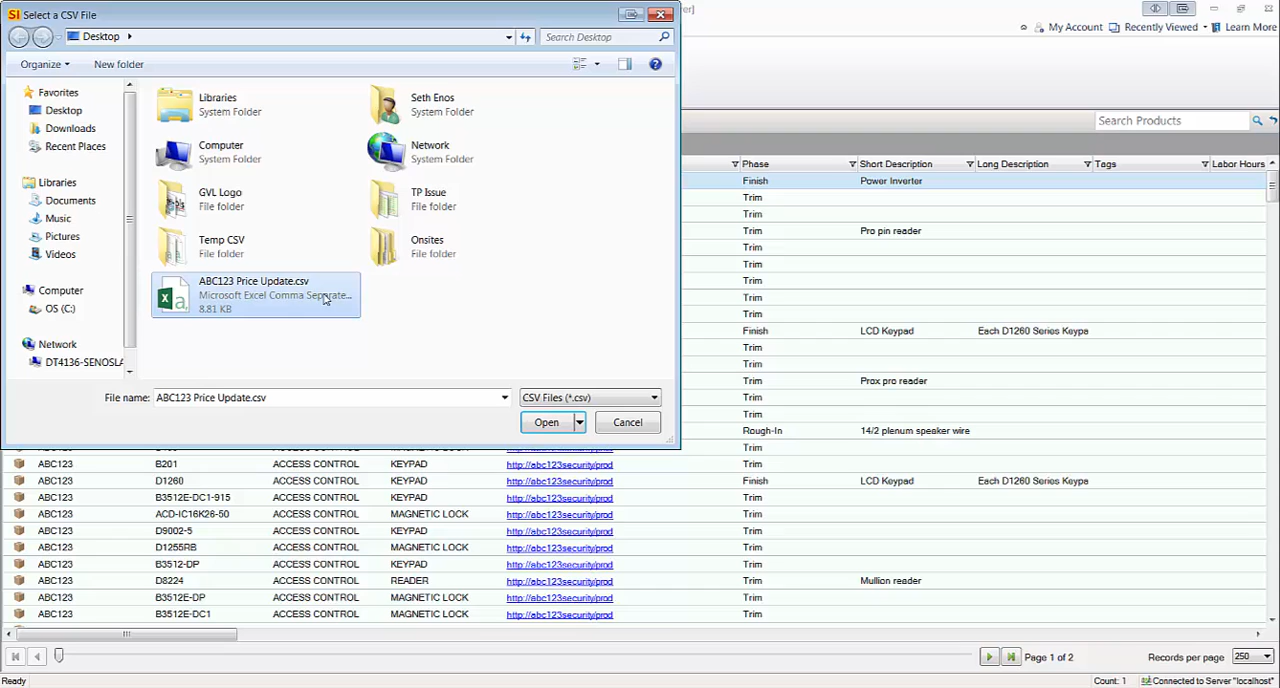 SI Select a CSV File
er]
Desktop
Search Desktop
My Account
Recently Viewed
Learn More
Organize
New folder
Favorites
Desktop
Downloads
Recent Places
Libraries
Documents
Music
Pictures
Videos
Computer
OS (C:)
Network
DT4136-SENOSLA
Libraries
System Folder
Seth Enos
System Folder
Computer
System Folder
Network
System Folder
GVL Logo
File folder
TP Issue
File folder
Temp CSV
File folder
Onsites
File folder
ABC123 Price Update.csv
Microsoft Excel Comma Separate...
8.81 KB
File name: ABC123 Price Update.csv
CSV Files (*.csv)
Open
Cancel
Search Products
Phase Short Description Long Description Tags Labor Hours
Finish Power Inverter
Trim
Trim
Trim Pro pin reader
Trim
Trim
Trim
Trim
Trim
Finish LCD Keypad Each D1260 Series Keypa
Trim
Trim
Trim Prox pro reader
Trim
Trim
Rough-In 14/2 plenum speaker wire
Trim
ABC123 B201 ACCESS CONTROL KEYPAD http://abc123security/prod Trim
ABC123 D1260 ACCESS CONTROL KEYPAD http://abc123security/prod Finish LCD Keypad Each D1260 Series Keypa
ABC123 B3512E-DC1-915 ACCESS CONTROL KEYPAD http://abc123security/prod Trim
ABC123 ACD-IC16K26-50 ACCESS CONTROL MAGNETIC LOCK http://abc123security/prod Trim
ABC123 D9002-5 ACCESS CONTROL KEYPAD http://abc123security/prod Trim
ABC123 D1255RB ACCESS CONTROL MAGNETIC LOCK http://abc123security/prod Trim
ABC123 B3512-DP ACCESS CONTROL KEYPAD http://abc123security/prod Trim
ABC123 D8224 ACCESS CONTROL READER http://abc123security/prod Trim Mullion reader
ABC123 B3512E-DP ACCESS CONTROL MAGNETIC LOCK http://abc123security/prod Trim
ABC123 B3512E-DC1 ACCESS CONTROL MAGNETIC LOCK http://abc123security/prod Trim
Page 1 of 2
Records per page 250
Ready
Count: 1
Connected to Server "localhost"